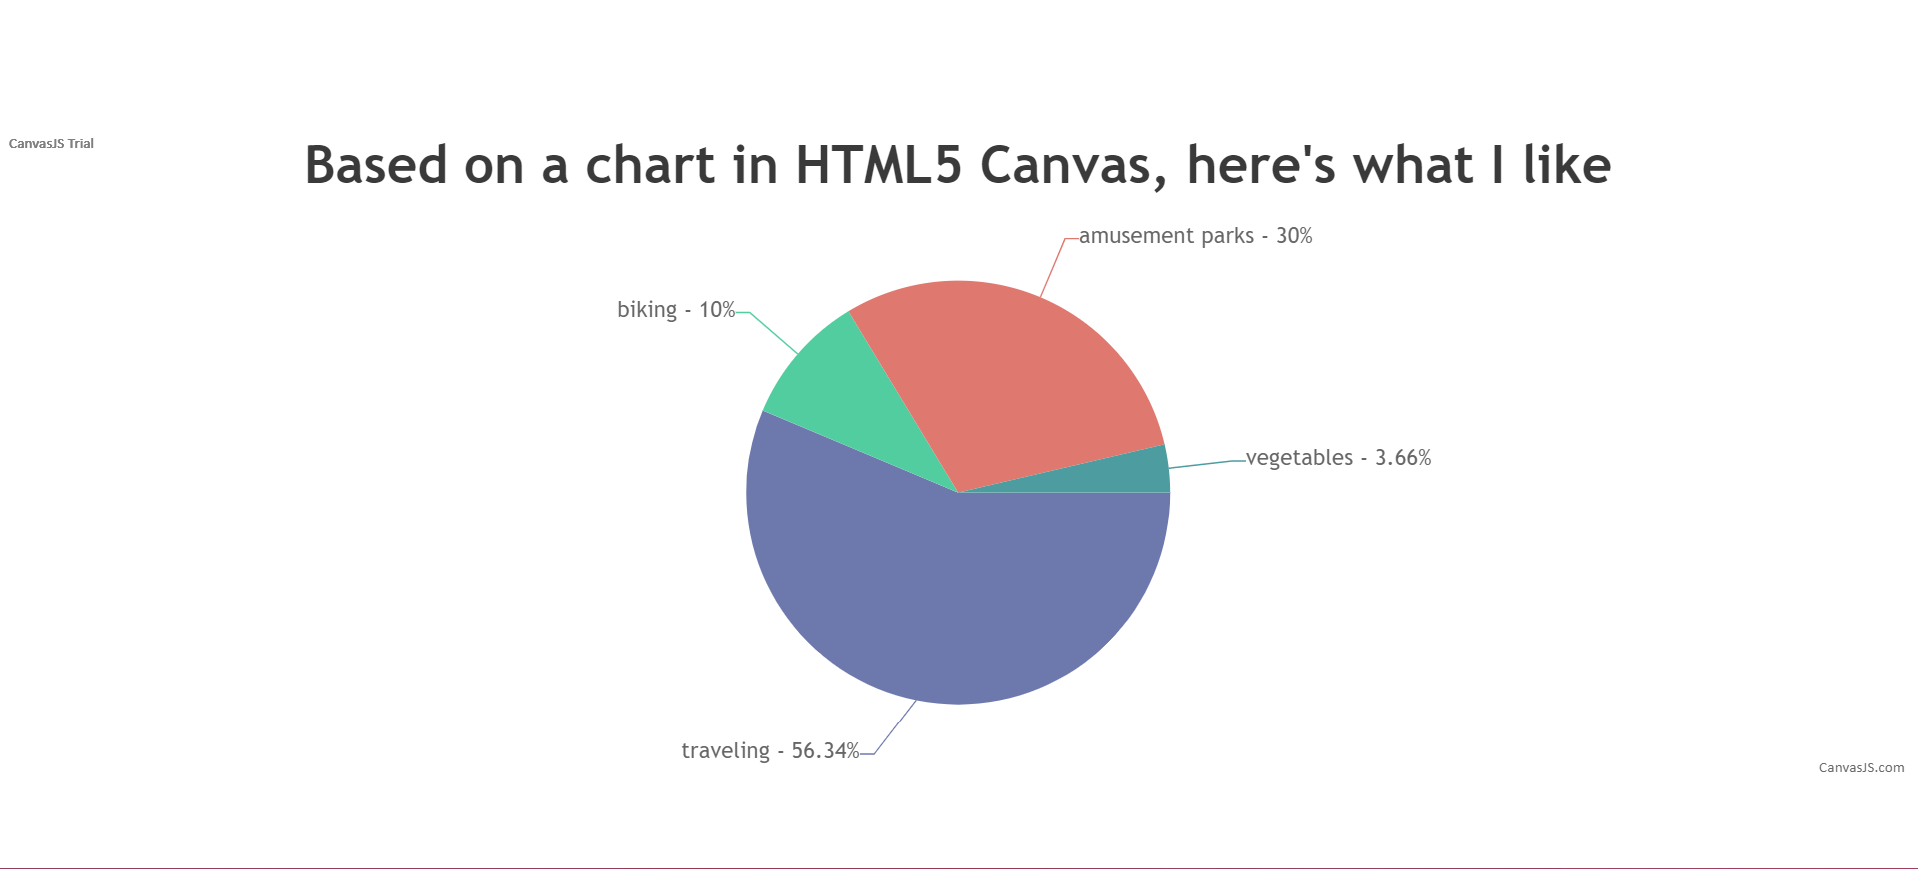 CanvasJS Trial
Based on a chart in HTML5 Canvas, here's what I like
amusement parks - 30%
biking - 10%
vegetables - 3.66%
traveling - 56.34%
CanvasJS.com